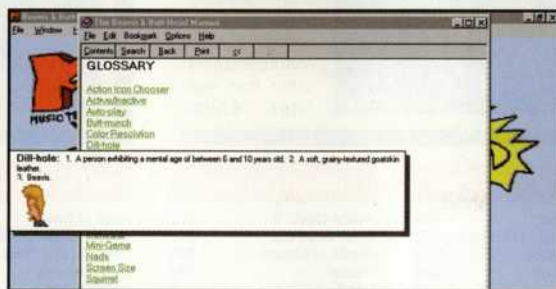 Beavis & Butt
The Beavis & Butt-Head Manual
File Window
File Edit Bookmark Options Help
Contents Search Back Print << >>
GLOSSARY
Action Icon Chooser
Active/Inactive
Auto-play
Butt-munch
Color Resolution
Dill-hole
MUSIC T
Dill-hole: 1. A person exhibiting a mental age of between 6 and 10 years old. 2. A soft, grainy-textured goatskin
leather.
3. Beavis.
Mini-Game
Nads
Screen Size
Squirrel